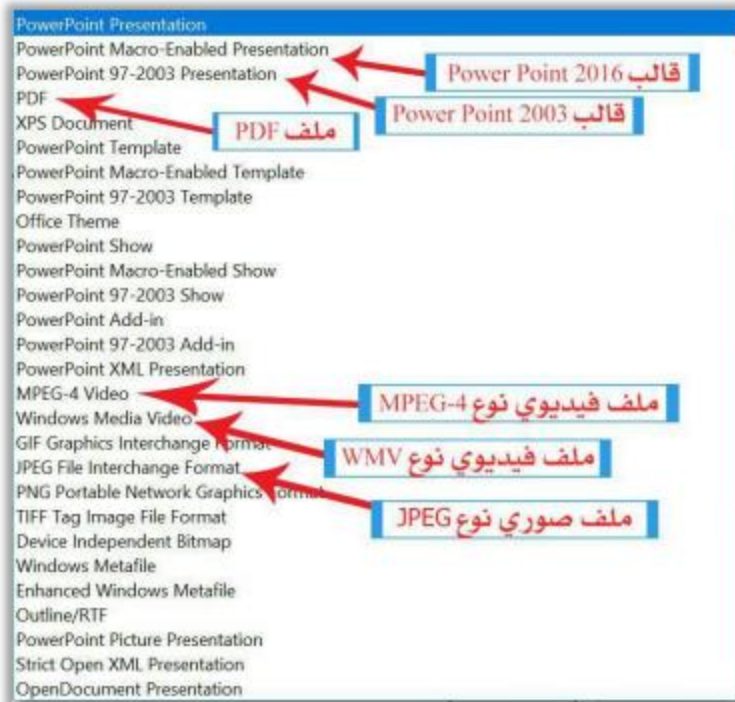 PowerPoint Presentation
PowerPoint Macro-Enabled Presentation
قالب Power Point 2016
PowerPoint 97-2003 Presentation
قالب Power Point 2003
PDF
ملف PDF
XPS Document
PowerPoint Template
PowerPoint Macro-Enabled Template
PowerPoint 97-2003 Template
Office Theme
PowerPoint Show
PowerPoint Macro-Enabled Show
PowerPoint 97-2003 Show
PowerPoint Add-in
PowerPoint 97-2003 Add-in
PowerPoint XML Presentation
MPEG-4 Video
ملف فيديوي نوع MPEG-4
Windows Media Video
ملف فيديوي نوع WMV
GIF Graphics Interchange Format
JPEG File Interchange Format
ملف صوري نوع JPEG
PNG Portable Network Graphics Format
TIFF Tag Image File Format
Device Independent Bitmap
Windows Metafile
Enhanced Windows Metafile
Outline/RTF
PowerPoint Picture Presentation
Strict Open XML Presentation
OpenDocument Presentation